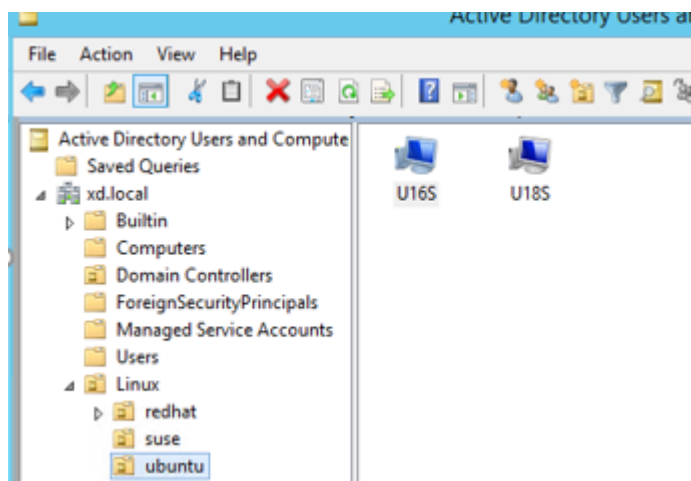 Active Directory Users a
File Action View Help
Active Directory Users and Compute
Saved Queries
xd.local
Builtin
Computers
Domain Controllers
ForeignSecurityPrincipals
Managed Service Accounts
Users
Linux
redhat
suse
ubuntu
U16S U18S